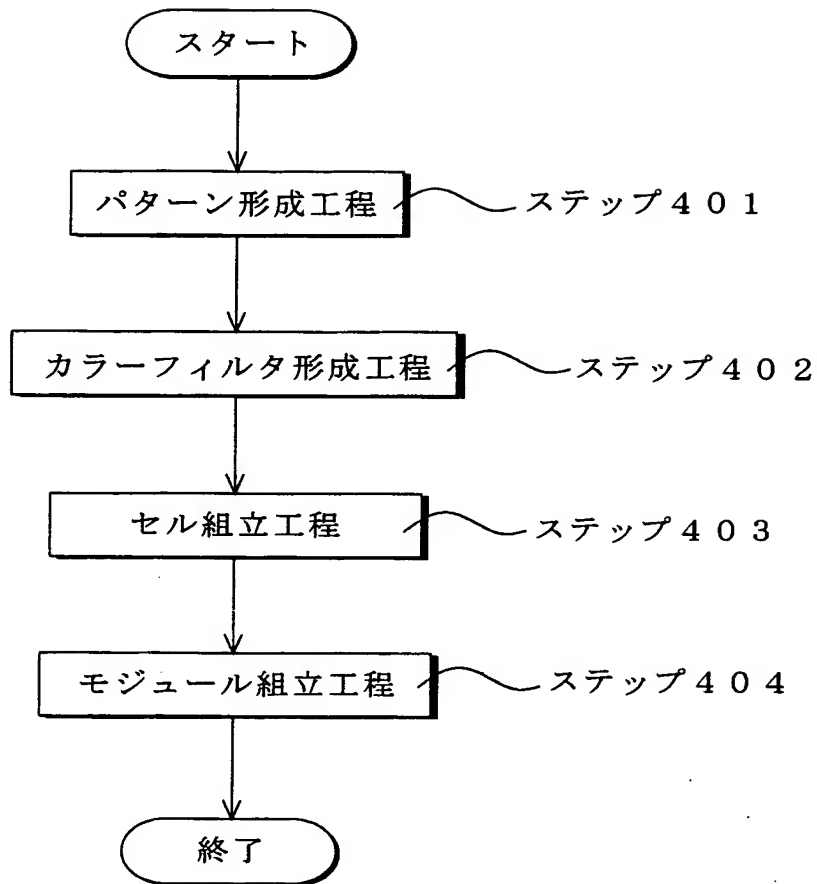 スタート
パターン形成工程
ステップ401
カラーフィルタ形成工程
ステップ402
セル組立工程
ステップ403
モジュール組立工程
ステップ404
終了